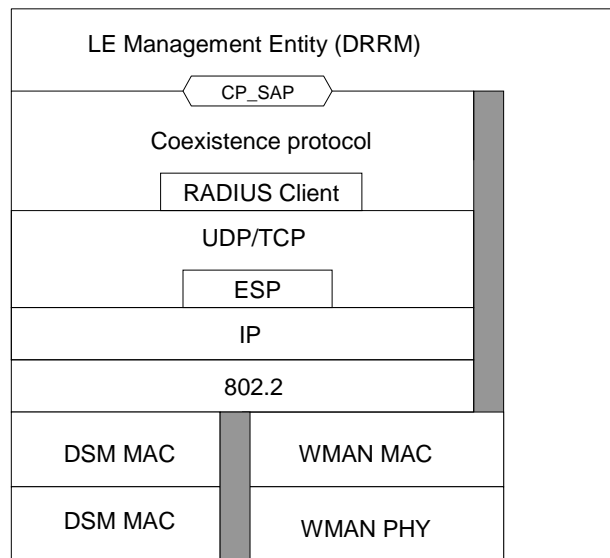 LE Management Entity (DRRM)
CP_SAP
Coexistence protocol
RADIUS Client
UDP/TCP
ESP
IP
802.2
DSM MAC
WMAN MAC
DSM MAC
WMAN PHY